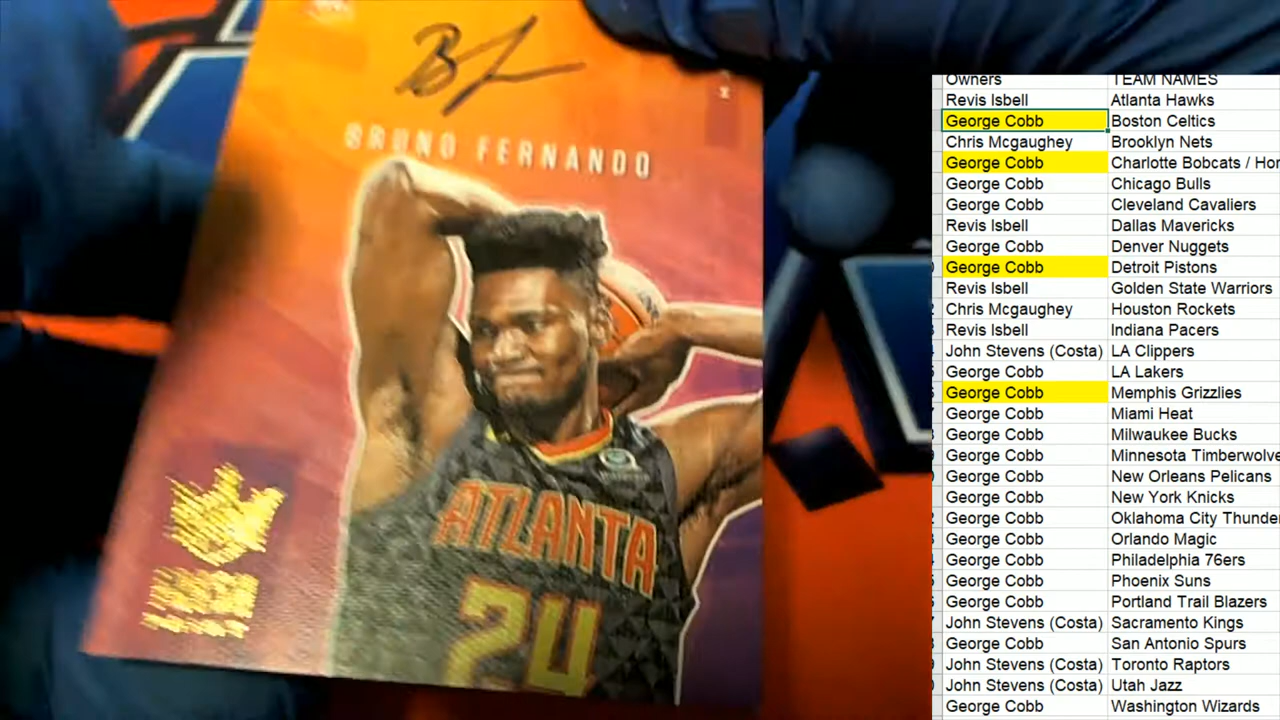 BRUNO FERNANDO
ATLANTA
24
Owners TEAM NAMES
Revis Isbell Atlanta Hawks
George Cobb Boston Celtics
Chris Mcgaughey Brooklyn Nets
George Cobb Charlotte Bobcats / Hor
George Cobb Chicago Bulls
George Cobb Cleveland Cavaliers
Revis Isbell Dallas Mavericks
George Cobb Denver Nuggets
George Cobb Detroit Pistons
Revis Isbell Golden State Warriors
Chris Mcgaughey Houston Rockets
Revis Isbell Indiana Pacers
John Stevens (Costa) LA Clippers
George Cobb LA Lakers
George Cobb Memphis Grizzlies
George Cobb Miami Heat
George Cobb Milwaukee Bucks
George Cobb Minnesota Timberwolve
George Cobb New Orleans Pelicans
George Cobb New York Knicks
George Cobb Oklahoma City Thunde
George Cobb Orlando Magic
George Cobb Philadelphia 76ers
George Cobb Phoenix Suns
George Cobb Portland Trail Blazers
John Stevens (Costa) Sacramento Kings
George Cobb San Antonio Spurs
John Stevens (Costa) Toronto Raptors
John Stevens (Costa) Utah Jazz
George Cobb Washington Wizards